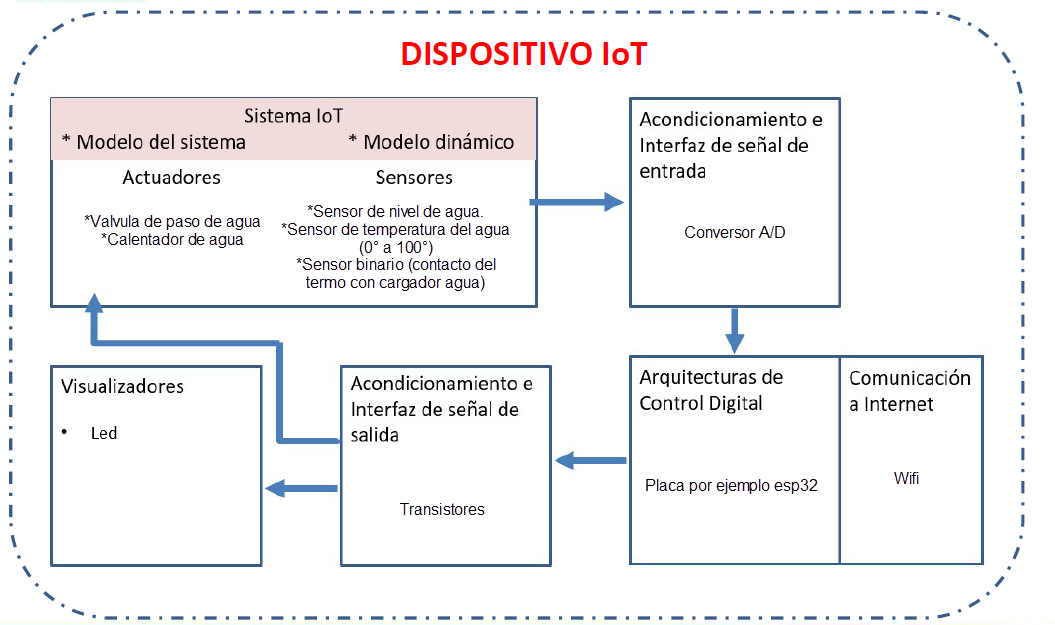 DISPOSITIVO IoT
Sistema IoT
* Modelo del sistema
* Modelo dinámico
Actuadores
*Valvula de paso de agua
*Calentador de agua
Sensores
*Sensor de nivel de agua.
*Sensor de temperatura del agua
(0° a 100°)
*Sensor binario (contacto del
termo con cargador agua)
Acondicionamiento e
Interfaz de señal de
entrada
Conversor A/D
Arquitecturas de
Control Digital
Placa por ejemplo esp32
Comunicación
a Internet
Wifi
Acondicionamiento e
Interfaz de señal de
salida
Transistores
Visualizadores
• Led